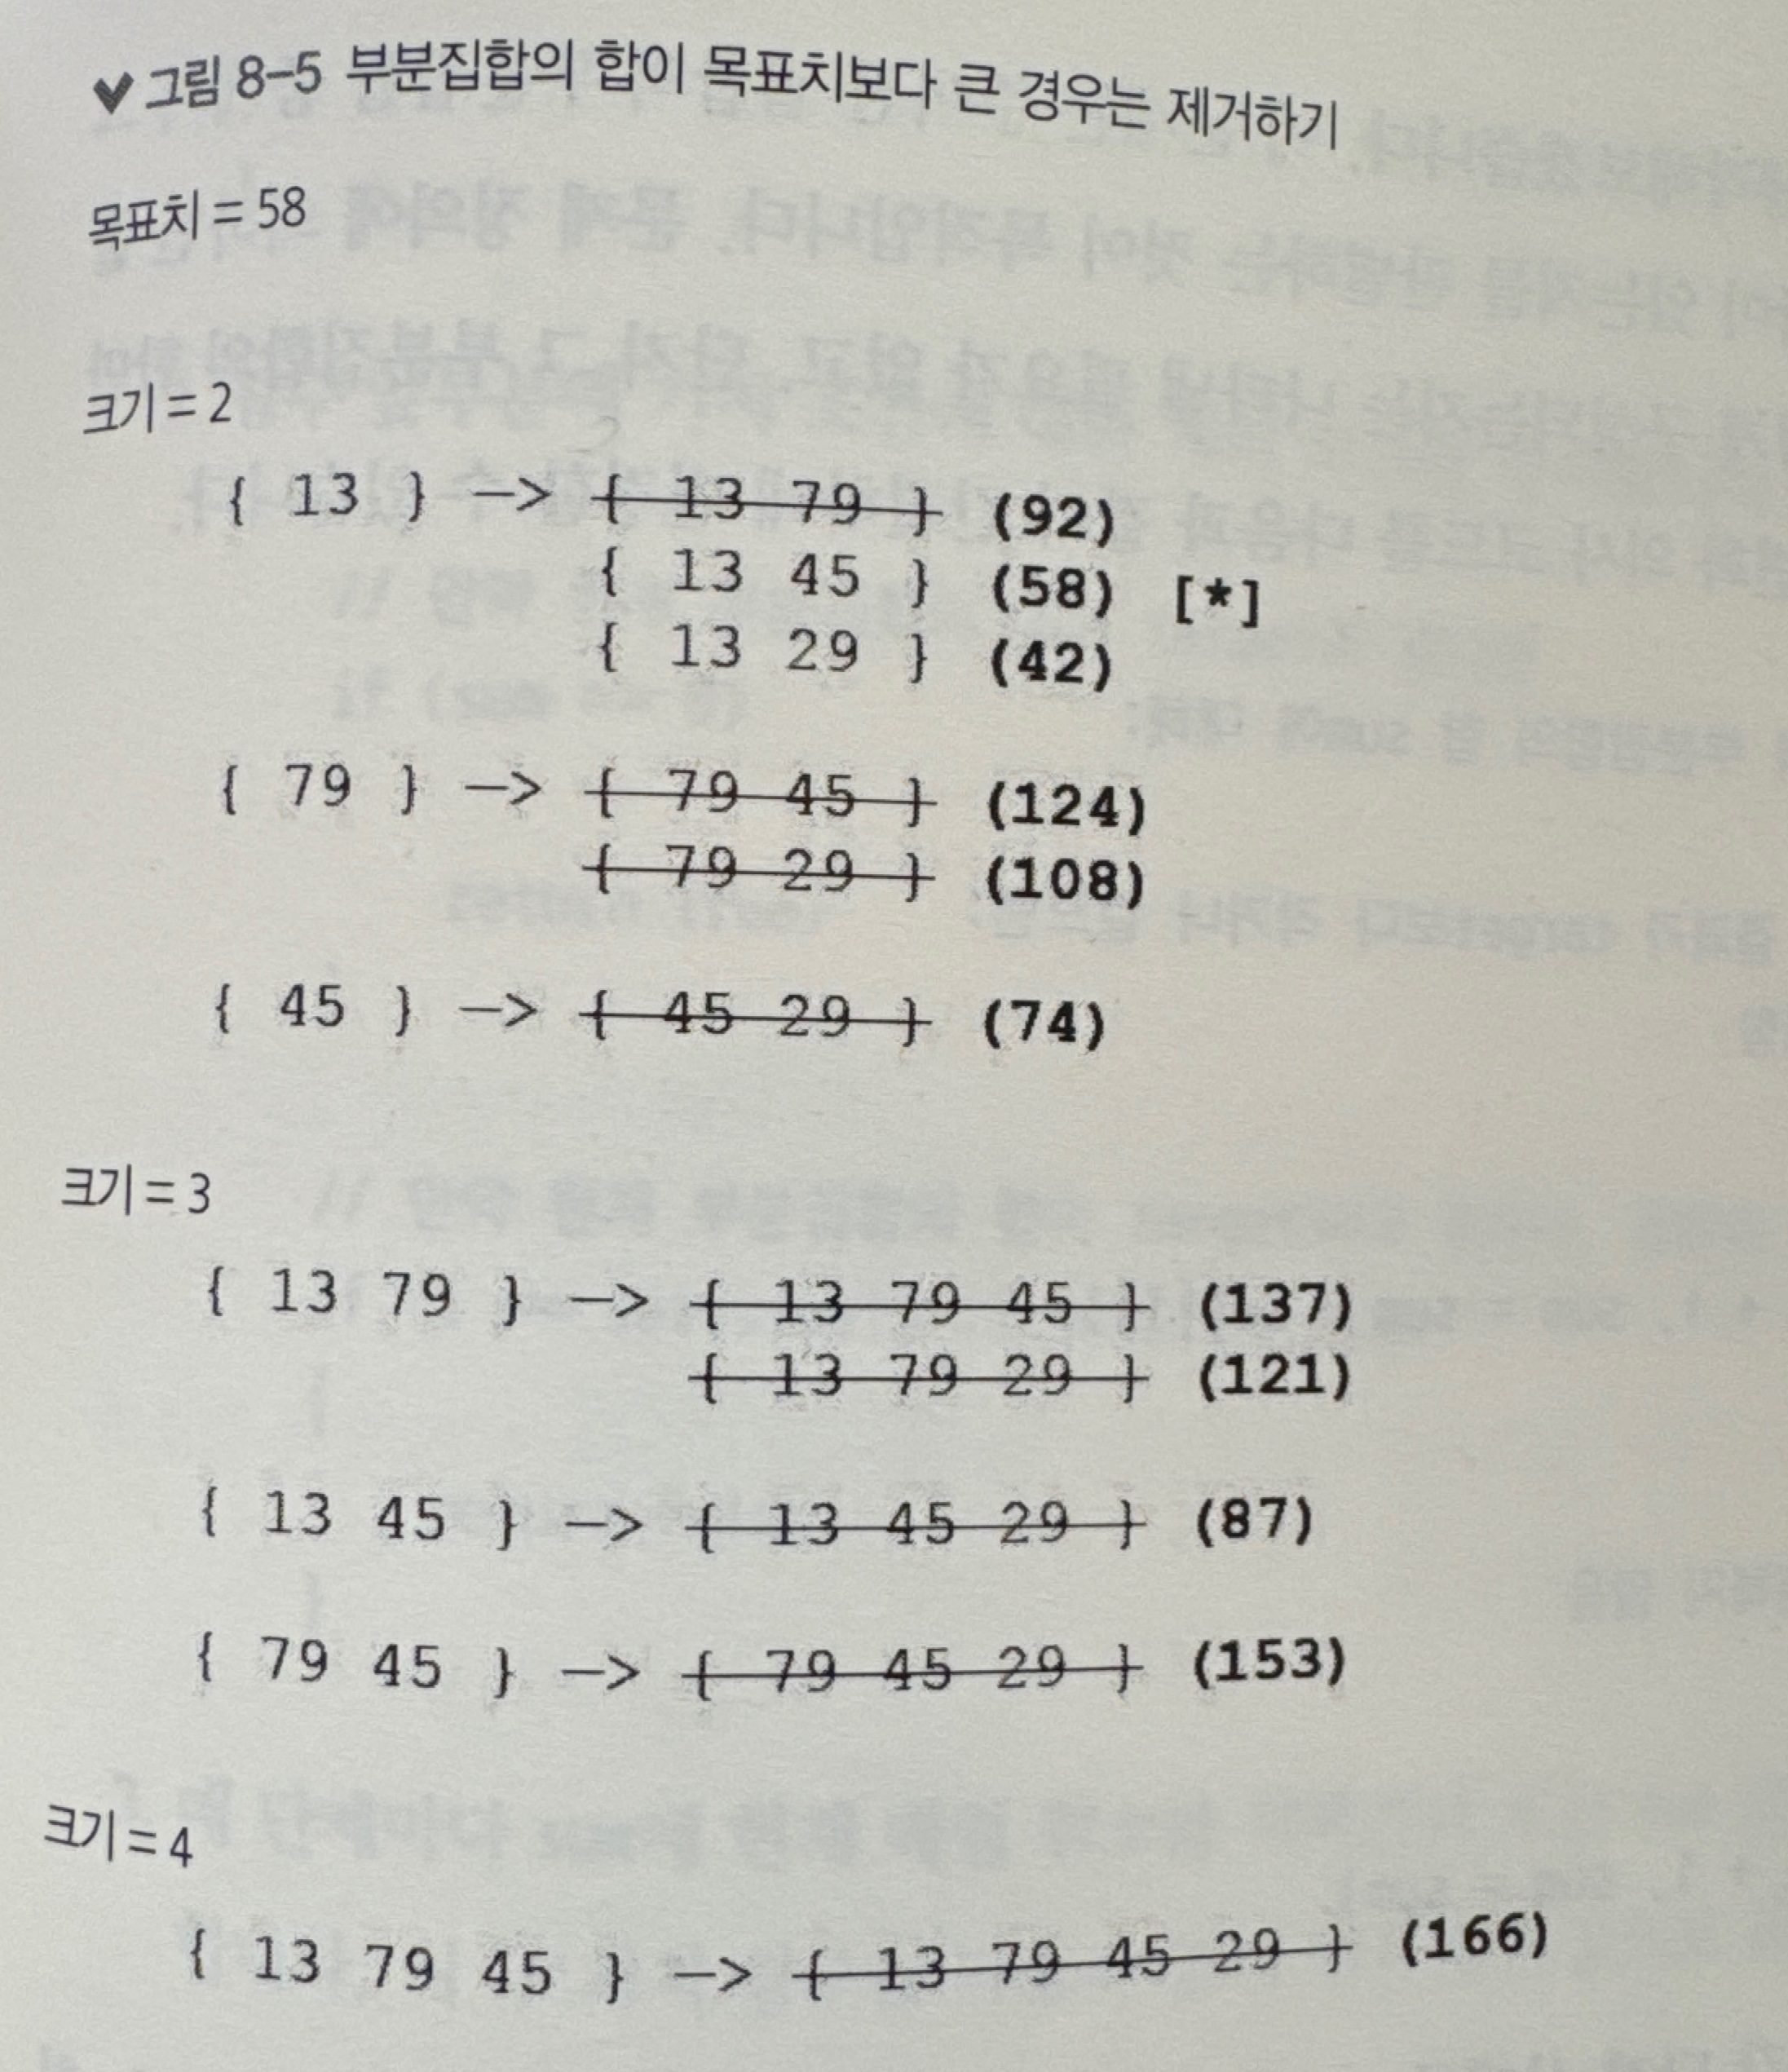 그림 8-5 부분집합의 합이 목표치보다 큰 경우는 제거하기
목표치 = 58
크기 = 2
{ 13 } -> { 13 79 } (92)
{ 13 45 } (58) [*]
{ 13 29 } (42)
{ 79 } -> { 79 45 } (124)
{ 79 29 } (108)
{ 45 } -> { 45 29 } (74)
크기 = 3
{ 13 79 } -> { 13 79 45 } (137)
{ 13 79 29 } (121)
{ 13 45 } -> { 13 45 29 } (87)
{ 79 45 } -> { 79 45 29 } (153)
크기 = 4
{ 13 79 45 } -> { 13 79 45 29 } (166)